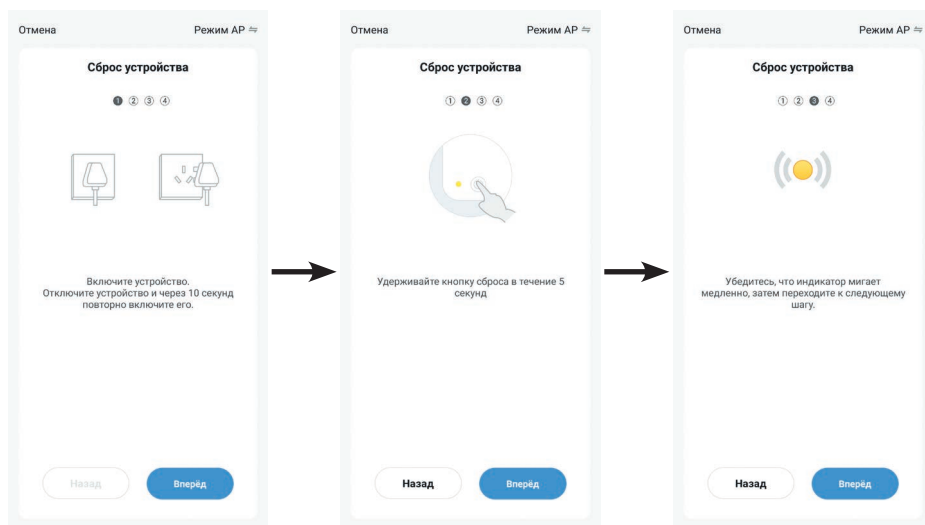 Отмена
Режим AP ⇋
Сброс устройства
1 2 3 4
Включите устройство.
Отключите устройство и через 10 секунд
повторно включите его.
Назад
Вперёд
Отмена
Режим AP ⇋
Сброс устройства
1 2 3 4
Удерживайте кнопку сброса в течение 5
секунд
Назад
Вперёд
Отмена
Режим AP ⇋
Сброс устройства
1 2 3 4
Убедитесь, что индикатор мигает
медленно, затем переходите к следующему
шагу.
Назад
Вперёд